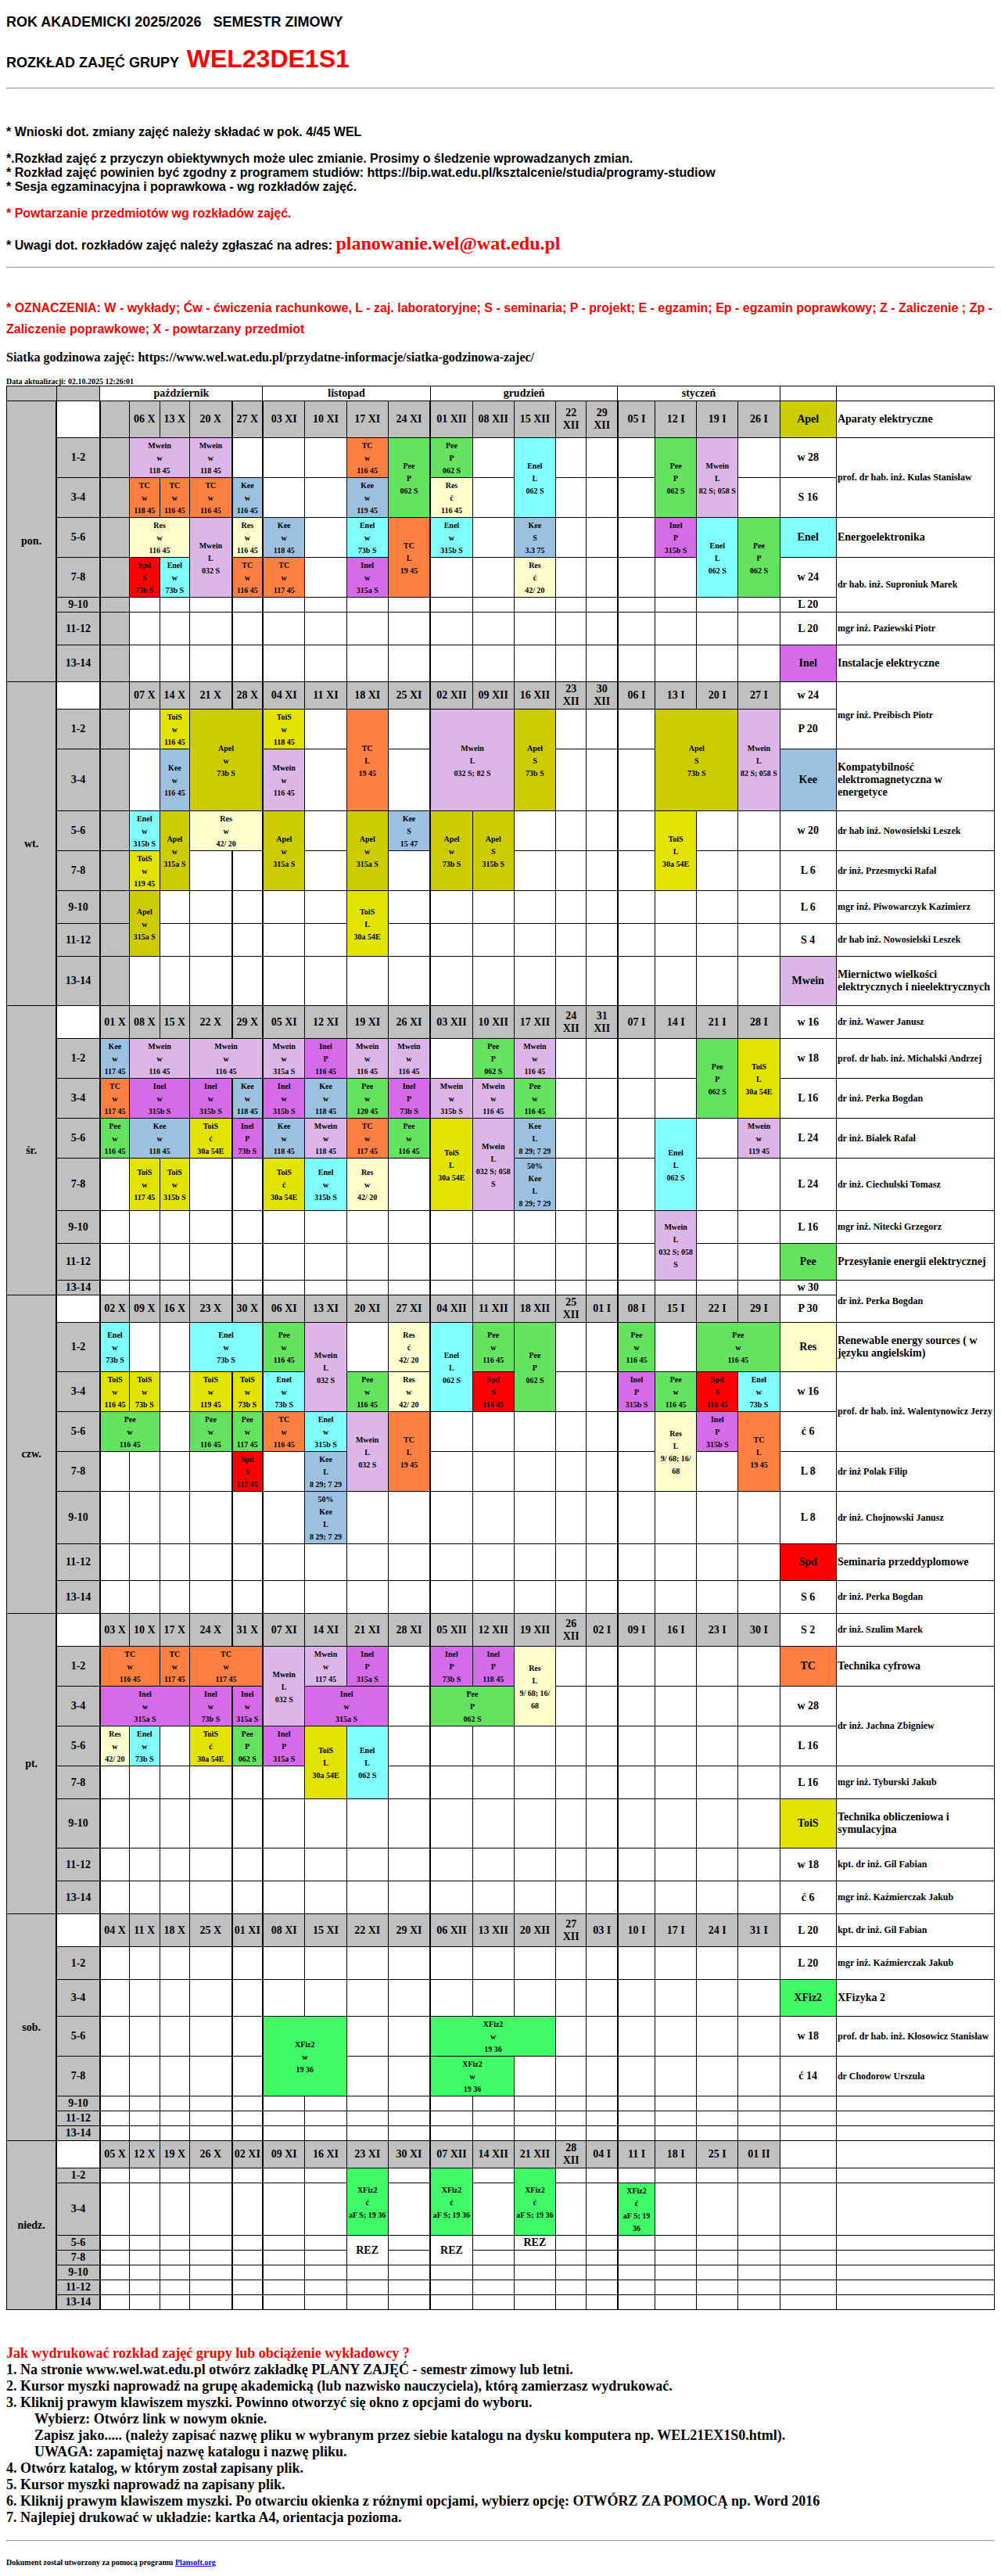 ROK AKADEMICKI 2025/2026   SEMESTR ZIMOWY
ROZKŁAD ZAJĘĆ GRUPY  WEL23DE1S1
* Wnioski dot. zmiany zajęć należy składać w pok. 4/45 WEL
*.Rozkład zajęć z przyczyn obiektywnych może ulec zmianie. Prosimy o śledzenie wprowadzanych zmian.
* Rozkład zajęć powinien być zgodny z programem studiów: https://bip.wat.edu.pl/ksztalcenie/studia/programy-studiow
* Sesja egzaminacyjna i poprawkowa - wg rozkładów zajęć.
* Powtarzanie przedmiotów wg rozkładów zajęć.
* Uwagi dot. rozkładów zajęć należy zgłaszać na adres: planowanie.wel@wat.edu.pl
* OZNACZENIA: W - wykłady; Ćw - ćwiczenia rachunkowe, L - zaj. laboratoryjne; S - seminaria; P - projekt; E - egzamin; Ep - egzamin poprawkowy; Z - Zaliczenie ; Zp -
Zaliczenie poprawkowe; X - powtarzany przedmiot
Siatka godzinowa zajęć: https://www.wel.wat.edu.pl/przydatne-informacje/siatka-godzinowa-zajec/
Data aktualizacji: 02.10.2025 12:26:01
październik listopad grudzień styczeń
pon. 06 X 13 X 20 X 27 X 03 XI 10 XI 17 XI 24 XI 01 XII 08 XII 15 XII 22 XII 29 XII 05 I 12 I 19 I 26 I Apel Aparaty elektryczne
1-2 Mwein w 118 45 Mwein w 118 45 TC w 116 45 Pee P 062 S Pee P 062 S Enel L 062 S Pee P 062 S Mwein L 82 S; 058 S w 28 prof. dr hab. inż. Kulas Stanisław
3-4 TC w 118 45 TC w 116 45 TC w 116 45 Kee w 116 45 Kee w 119 45 Res ć 116 45 S 16
5-6 Res w 116 45 Mwein L 032 S Res w 116 45 Kee w 118 45 Enel w 73b S TC L 19 45 Enel w 315b S Kee S 3.3 75 Inel P 315b S Enel L 062 S Pee P 062 S Enel Energoelektronika
7-8 Spd S 73b S Enel w 73b S TC w 116 45 TC w 117 45 Inel w 315a S Res ć 42/ 20 w 24 dr hab. inż. Suproniuk Marek
9-10 L 20
11-12 L 20 mgr inż. Paziewski Piotr
13-14 Inel Instalacje elektryczne
wt. 07 X 14 X 21 X 28 X 04 XI 11 XI 18 XI 25 XI 02 XII 09 XII 16 XII 23 XII 30 XII 06 I 13 I 20 I 27 I w 24 mgr inż. Preibisch Piotr
1-2 ToiS w 116 45 Apel w 73b S ToiS w 118 45 TC L 19 45 Mwein L 032 S; 82 S Apel S 73b S Apel S 73b S Mwein L 82 S; 058 S P 20
3-4 Kee w 116 45 Mwein w 116 45 Kee Kompatybilność elektromagnetyczna w energetyce
5-6 Enel w 315b S Apel w 315a S Res w 42/ 20 Apel w 315a S Apel w 315a S Kee S 15 47 Apel w 73b S Apel S 315b S ToiS L 30a 54E w 20 dr hab inż. Nowosielski Leszek
7-8 ToiS w 119 45 L 6 dr inż. Przesmycki Rafał
9-10 Apel w 315a S ToiS L 30a 54E L 6 mgr inż. Piwowarczyk Kazimierz
11-12 S 4 dr hab inż. Nowosielski Leszek
13-14 Mwein Miernictwo wielkości elektrycznych i nieelektrycznych
śr. 01 X 08 X 15 X 22 X 29 X 05 XI 12 XI 19 XI 26 XI 03 XII 10 XII 17 XII 24 XII 31 XII 07 I 14 I 21 I 28 I w 16 dr inż. Wawer Janusz
1-2 Kee w 117 45 Mwein w 116 45 Mwein w 116 45 Mwein w 315a S Inel P 116 45 Mwein w 116 45 Mwein w 116 45 Pee P 062 S Mwein w 116 45 Pee P 062 S ToiS L 30a 54E w 18 prof. dr hab. inż. Michalski Andrzej
3-4 TC w 117 45 Inel w 315b S Inel w 315b S Kee w 118 45 Inel w 315b S Kee w 118 45 Pee w 120 45 Inel P 73b S Mwein w 315b S Mwein w 116 45 Pee w 116 45 L 16 dr inż. Perka Bogdan
5-6 Pee w 116 45 Kee w 118 45 ToiS ć 30a 54E Inel P 73b S Kee w 118 45 Mwein w 118 45 TC w 117 45 Pee w 116 45 ToiS L 30a 54E Mwein L 032 S; 058 S Kee L 8 29; 7 29 Enel L 062 S Mwein w 119 45 L 24 dr inż. Białek Rafał
7-8 ToiS w 117 45 ToiS w 315b S ToiS ć 30a 54E Enel w 315b S Res w 42/ 20 50% Kee L 8 29; 7 29 L 24 dr inż. Ciechulski Tomasz
9-10 Mwein L 032 S; 058 S L 16 mgr inż. Nitecki Grzegorz
11-12 Pee Przesyłanie energii elektrycznej
13-14 w 30 dr inż. Perka Bogdan
czw. 02 X 09 X 16 X 23 X 30 X 06 XI 13 XI 20 XI 27 XI 04 XII 11 XII 18 XII 25 XII 01 I 08 I 15 I 22 I 29 I P 30
1-2 Enel w 73b S Enel w 73b S Pee w 116 45 Mwein L 032 S Res ć 42/ 20 Enel L 062 S Pee w 116 45 Pee P 062 S Pee w 116 45 Pee w 116 45 Res Renewable energy sources ( w języku angielskim)
3-4 ToiS w 116 45 ToiS w 73b S ToiS w 119 45 ToiS w 73b S Enel w 73b S Pee w 116 45 Res w 42/ 20 Spd S 116 45 Inel P 315b S Pee w 116 45 Spd S 116 45 Enel w 73b S w 16 prof. dr hab. inż. Walentynowicz Jerzy
5-6 Pee w 116 45 Pee w 116 45 Pee w 117 45 TC w 116 45 Enel w 315b S Mwein L 032 S TC L 19 45 Res L 9/ 68; 16/ 68 Inel P 315b S TC L 19 45 ć 6
7-8 Spd S 117 45 Kee L 8 29; 7 29 L 8 dr inż Polak Filip
9-10 50% Kee L 8 29; 7 29 L 8 dr inż. Chojnowski Janusz
11-12 Spd Seminaria przeddyplomowe
13-14 S 6 dr inż. Perka Bogdan
pt. 03 X 10 X 17 X 24 X 31 X 07 XI 14 XI 21 XI 28 XI 05 XII 12 XII 19 XII 26 XII 02 I 09 I 16 I 23 I 30 I S 2 dr inż. Szulim Marek
1-2 TC w 116 45 TC w 117 45 TC w 117 45 Mwein L 032 S Mwein w 117 45 Inel P 315a S Inel P 73b S Inel P 118 45 Res L 9/ 68; 16/ 68 TC Technika cyfrowa
3-4 Inel w 315a S Inel w 73b S Inel w 315a S Inel w 315a S Pee P 062 S w 28 dr inż. Jachna Zbigniew
5-6 Res w 42/ 20 Enel w 73b S ToiS ć 30a 54E Pee P 062 S Inel P 315a S ToiS L 30a 54E Enel L 062 S L 16
7-8 L 16 mgr inż. Tyburski Jakub
9-10 ToiS Technika obliczeniowa i symulacyjna
11-12 w 18 kpt. dr inż. Gil Fabian
13-14 ć 6 mgr inż. Kaźmierczak Jakub
sob. 04 X 11 X 18 X 25 X 01 XI 08 XI 15 XI 22 XI 29 XI 06 XII 13 XII 20 XII 27 XII 03 I 10 I 17 I 24 I 31 I L 20 kpt. dr inż. Gil Fabian
1-2 L 20 mgr inż. Kaźmierczak Jakub
3-4 XFiz2 XFizyka 2
5-6 XFiz2 w 19 36 XFiz2 w 19 36 w 18 prof. dr hab. inż. Kłosowicz Stanisław
7-8 XFiz2 w 19 36 ć 14 dr Chodorow Urszula
9-10
11-12
13-14
niedz. 05 X 12 X 19 X 26 X 02 XI 09 XI 16 XI 23 XI 30 XI 07 XII 14 XII 21 XII 28 XII 04 I 11 I 18 I 25 I 01 II
1-2 XFiz2 ć aF S; 19 36 XFiz2 ć aF S; 19 36 XFiz2 ć aF S; 19 36
3-4 XFiz2 ć aF S; 19 36
5-6 REZ REZ REZ
7-8
9-10
11-12
13-14
Jak wydrukować rozkład zajęć grupy lub obciążenie wykładowcy ?
1. Na stronie www.wel.wat.edu.pl otwórz zakładkę PLANY ZAJĘĆ - semestr zimowy lub letni.
2. Kursor myszki naprowadź na grupę akademicką (lub nazwisko nauczyciela), którą zamierzasz wydrukować.
3. Kliknij prawym klawiszem myszki. Powinno otworzyć się okno z opcjami do wyboru.
Wybierz: Otwórz link w nowym oknie.
Zapisz jako..... (należy zapisać nazwę pliku w wybranym przez siebie katalogu na dysku komputera np. WEL21EX1S0.html).
UWAGA: zapamiętaj nazwę katalogu i nazwę pliku.
4. Otwórz katalog, w którym został zapisany plik.
5. Kursor myszki naprowadź na zapisany plik.
6. Kliknij prawym klawiszem myszki. Po otwarciu okienka z różnymi opcjami, wybierz opcję: OTWÓRZ ZA POMOCĄ np. Word 2016
7. Najlepiej drukować w układzie: kartka A4, orientacja pozioma.
Dokument został utworzony za pomocą programu Plansoft.org